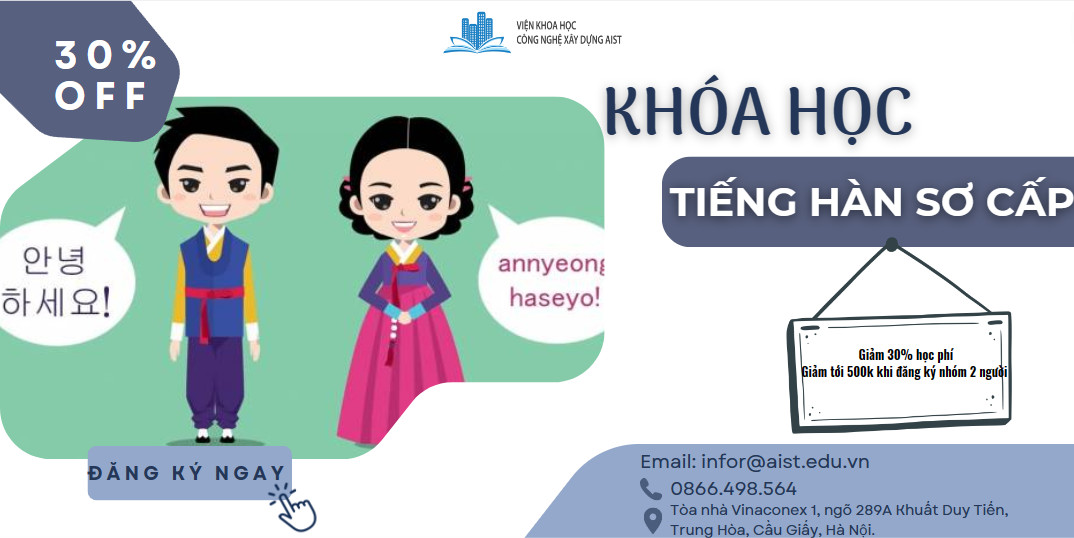 30%
OFF
VIỆN KHOA HỌC
CÔNG NGHỆ XÂY DỰNG AIST
KHÓA HỌC
TIẾNG HÀN SƠ CẤP
안녕
하세요!
annyeong
haseyo!
Giảm 30% học phí
Giảm tới 500k khi đăng ký nhóm 2 người
ĐĂNG KÝ NGAY
Email: infor@aist.edu.vn
0866.498.564
Tòa nhà Vinaconex 1, ngõ 289A Khuất Duy Tiến,
Trung Hòa, Cầu Giấy, Hà Nội.